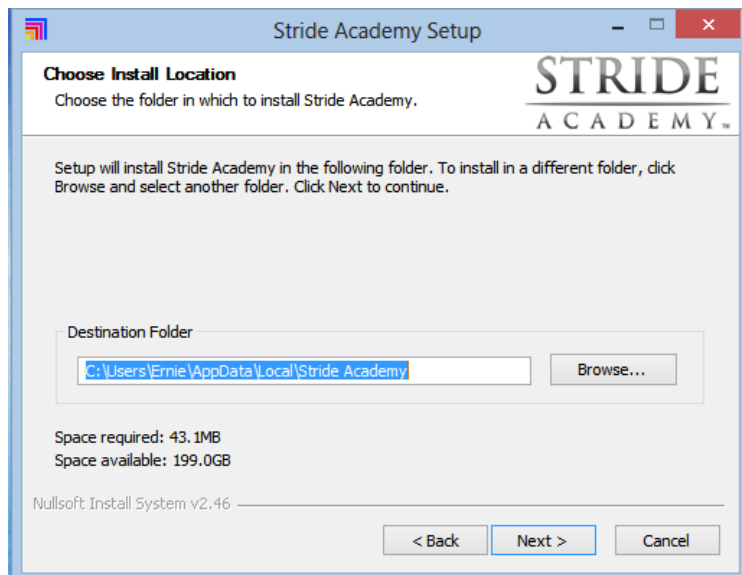 Stride Academy Setup
Choose Install Location
Choose the folder in which to install Stride Academy.
STRIDE
ACADEMY™
Setup will install Stride Academy in the following folder. To install in a different folder, click
Browse and select another folder. Click Next to continue.
Destination Folder
C:\Users\Ernie\AppData\Local\Stride Academy
Browse...
Space required: 43.1MB
Space available: 199.0GB
Nullsoft Install System v2.46
< Back
Next >
Cancel